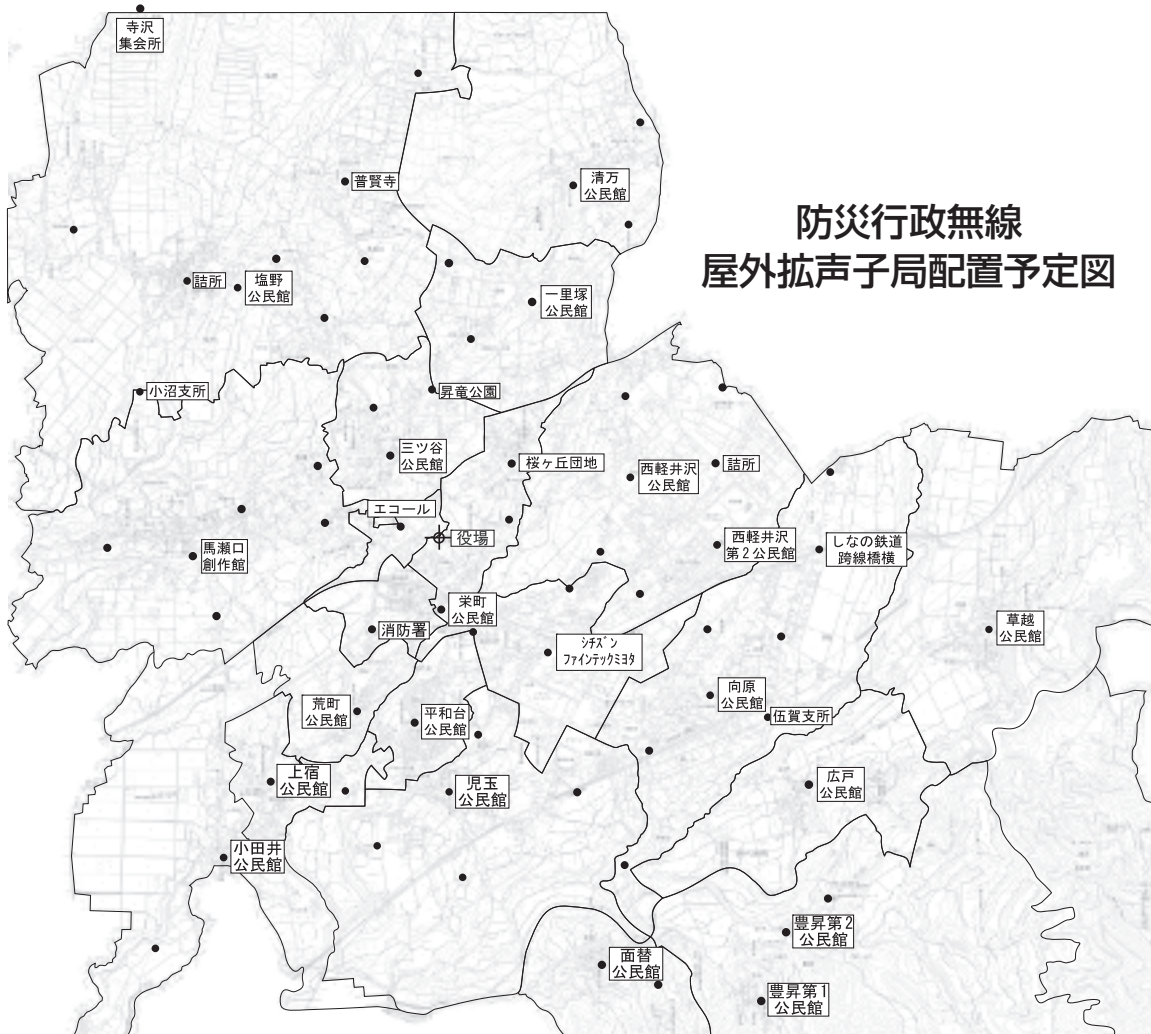 寺沢
集会所
普賢寺
清万
公民館
防災行政無線
屋外拡声子局配置予定図
詰所
塩野
公民館
一里塚
公民館
小沼支所
昇竜公園
三ツ谷
公民館
桜ヶ丘団地
西軽井沢
公民館
詰所
エコール
役場
馬瀬口
創作館
西軽井沢
第2公民館
しなの鉄道
跨線橋横
栄町
公民館
消防署
シチズン
ファインテックミヨタ
草越
公民館
荒町
公民館
平和台
公民館
向原
公民館
伍賀支所
上宿
公民館
児玉
公民館
広戸
公民館
小田井
公民館
豊昇第2
公民館
面替
公民館
豊昇第1
公民館